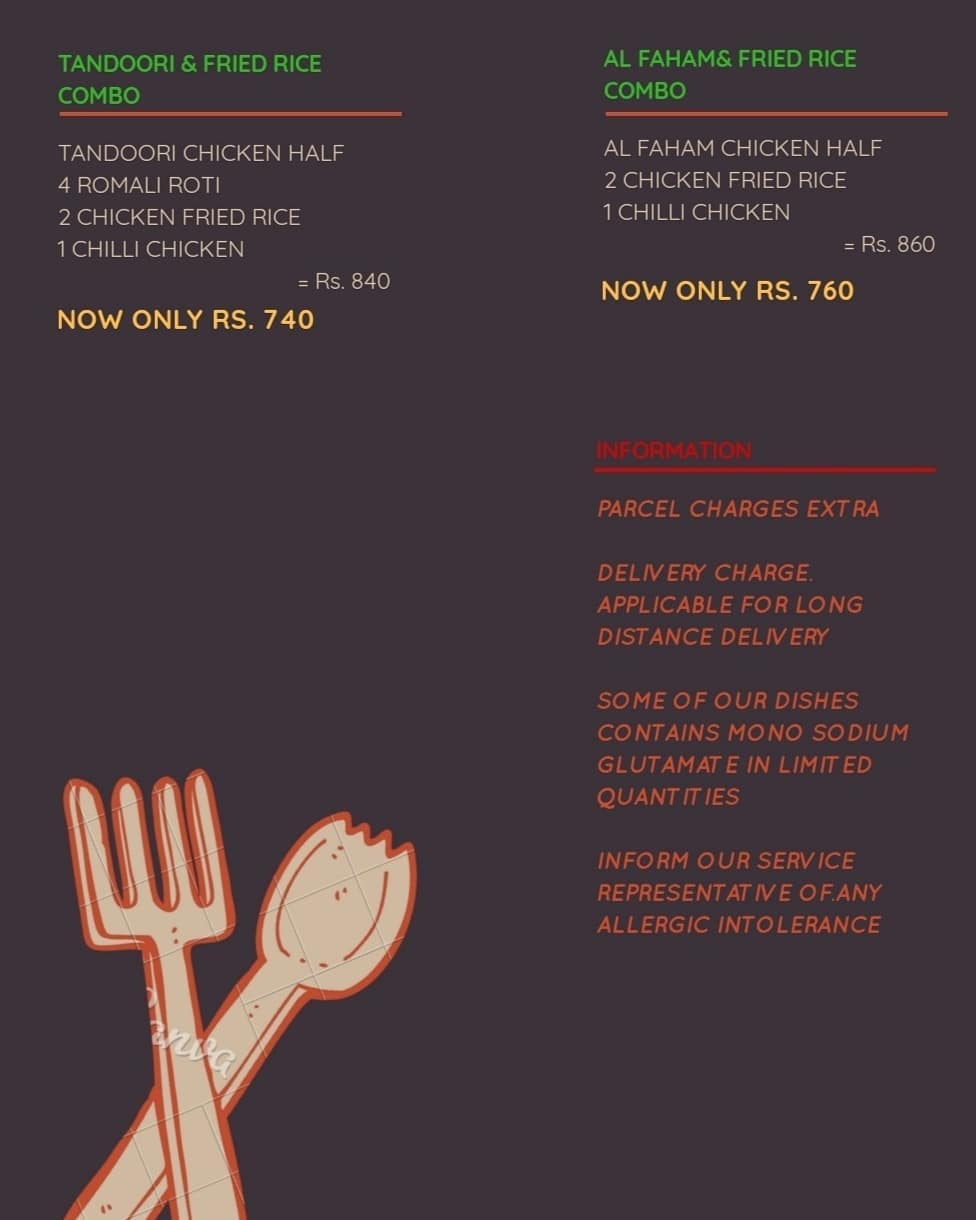 TANDOORI & FRIED RICE
COMBO
TANDOORI CHICKEN HALF
4 ROMALI ROTI
2 CHICKEN FRIED RICE
1 CHILLI CHICKEN
= Rs. 840
NOW ONLY RS. 740
AL FAHAM& FRIED RICE
COMBO
AL FAHAM CHICKEN HALF
2 CHICKEN FRIED RICE
1 CHILLI CHICKEN
= Rs. 860
NOW ONLY RS. 760
INFORMATION
PARCEL CHARGES EXTRA
DELIVERY CHARGE.
APPLICABLE FOR LONG
DISTANCE DELIVERY
SOME OF OUR DISHES
CONTAINS MONO SODIUM
GLUTAMATE IN LIMITED
QUANTITIES
INFORM OUR SERVICE
REPRESENTATIVE OF.ANY
ALLERGIC INTOLERANCE
Canva